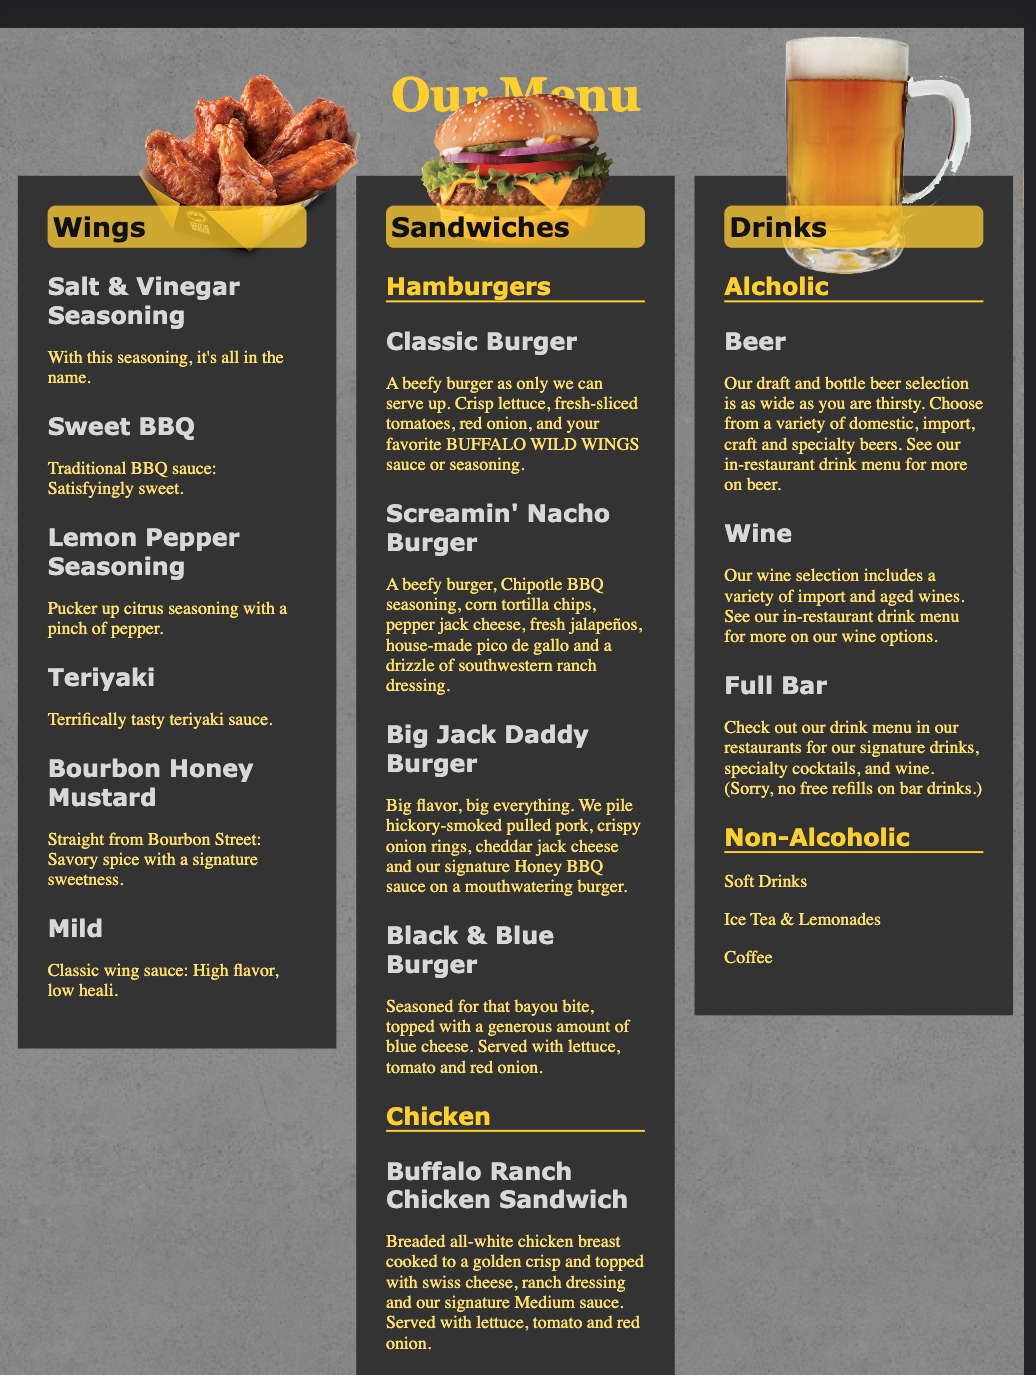 Our Menu
Wings
Salt & Vinegar
Seasoning
With this seasoning, it's all in the
name.
Sweet BBQ
Traditional BBQ sauce:
Satisfyingly sweet.
Lemon Pepper
Seasoning
Pucker up citrus seasoning with a
pinch of pepper.
Teriyaki
Terrifically tasty teriyaki sauce.
Bourbon Honey
Mustard
Straight from Bourbon Street:
Savory spice with a signature
sweetness.
Mild
Classic wing sauce: High flavor,
low heali.
Sandwiches
Hamburgers
Classic Burger
A beefy burger as only we can
serve up. Crisp lettuce, fresh-sliced
tomatoes, red onion, and your
favorite BUFFALO WILD WINGS
sauce or seasoning.
Screamin' Nacho
Burger
A beefy burger, Chipotle BBQ
seasoning, corn tortilla chips,
pepper jack cheese, fresh jalapeños,
house-made pico de gallo and a
drizzle of southwestern ranch
dressing.
Big Jack Daddy
Burger
Big flavor, big everything. We pile
hickory-smoked pulled pork, crispy
onion rings, cheddar jack cheese
and our signature Honey BBQ
sauce on a mouthwatering burger.
Black & Blue
Burger
Seasoned for that bayou bite,
topped with a generous amount of
blue cheese. Served with lettuce,
tomato and red onion.
Chicken
Buffalo Ranch
Chicken Sandwich
Breaded all-white chicken breast
cooked to a golden crisp and topped
with swiss cheese, ranch dressing
and our signature Medium sauce.
Served with lettuce, tomato and red
onion.
Drinks
Alcholic
Beer
Our draft and bottle beer selection
is as wide as you are thirsty. Choose
from a variety of domestic, import,
craft and specialty beers. See our
in-restaurant drink menu for more
on beer.
Wine
Our wine selection includes a
variety of import and aged wines.
See our in-restaurant drink menu
for more on our wine options.
Full Bar
Check out our drink menu in our
restaurants for our signature drinks,
specialty cocktails, and wine.
(Sorry, no free refills on bar drinks.)
Non-Alcoholic
Soft Drinks
Ice Tea & Lemonades
Coffee